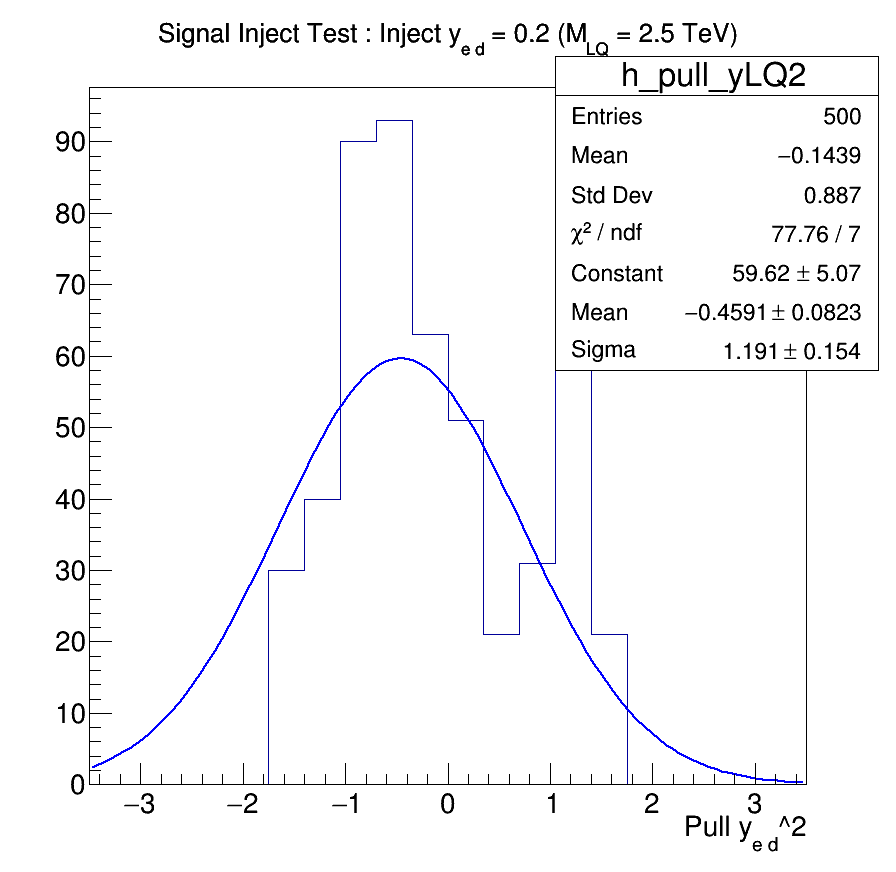 Signal Inject Test : Inject y_{e d} = 0.2 (M_{LQ} = 2.5 TeV)
h_pull_yLQ2
Entries 500
Mean −0.1439
Std Dev 0.887
χ² / ndf 77.76 / 7
Constant 59.62 ± 5.07
Mean −0.4591 ± 0.0823
Sigma 1.191 ± 0.154
90
80
70
60
50
40
30
20
10
0
−3 −2 −1 0 1 2 3
Pull y_{e d}^2